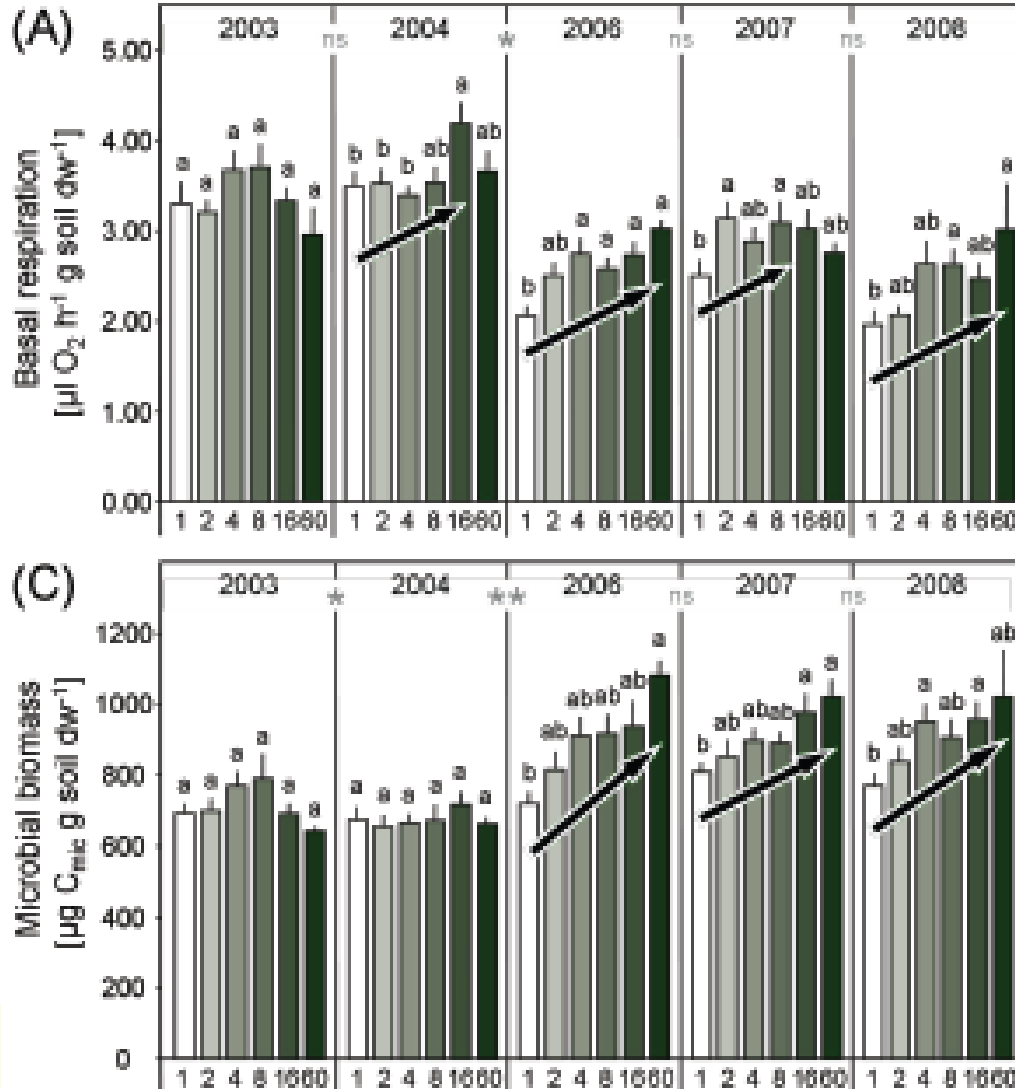 (A)
2003 ns 2004 * 2006 ns 2007 ns 2008
Basal respiration
[µl O₂ h⁻¹ g soil dw⁻¹]
5.00
4.00
3.00
2.00
1.00
0.00
a a a a a a
b b b ab a ab
b ab a a a a
b a ab a ab ab
b ab ab a ab a
1 2 4 8 16 60 1 2 4 8 16 60 1 2 4 8 16 60 1 2 4 8 16 60 1 2 4 8 16 60
(C)
2003 * 2004 ** 2006 ns 2007 ns 2008
Microbial biomass
[µg Cmic g soil dw⁻¹]
1200
1000
800
600
400
200
0
a a a a a a
a a a a a a
b ab ab ab ab a
b ab ab ab a a
b ab a ab a ab
1 2 4 8 16 60 1 2 4 8 16 60 1 2 4 8 16 60 1 2 4 8 16 60 1 2 4 8 16 60